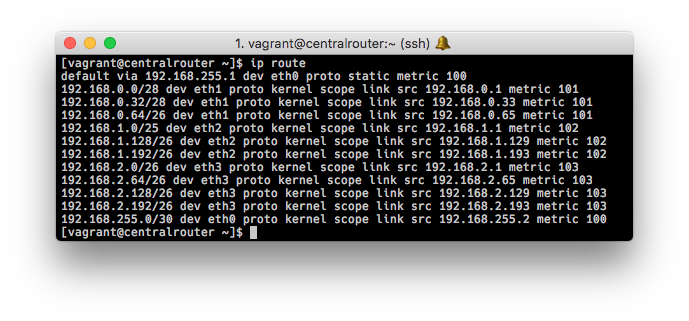 1. vagrant@centralrouter:~ (ssh)
[vagrant@centralrouter ~]$ ip route
default via 192.168.255.1 dev eth0 proto static metric 100
192.168.0.0/28 dev eth1 proto kernel scope link src 192.168.0.1 metric 101
192.168.0.32/28 dev eth1 proto kernel scope link src 192.168.0.33 metric 101
192.168.0.64/26 dev eth1 proto kernel scope link src 192.168.0.65 metric 101
192.168.1.0/25 dev eth2 proto kernel scope link src 192.168.1.1 metric 102
192.168.1.128/26 dev eth2 proto kernel scope link src 192.168.1.129 metric 102
192.168.1.192/26 dev eth2 proto kernel scope link src 192.168.1.193 metric 102
192.168.2.0/26 dev eth3 proto kernel scope link src 192.168.2.1 metric 103
192.168.2.64/26 dev eth3 proto kernel scope link src 192.168.2.65 metric 103
192.168.2.128/26 dev eth3 proto kernel scope link src 192.168.2.129 metric 103
192.168.2.192/26 dev eth3 proto kernel scope link src 192.168.2.193 metric 103
192.168.255.0/30 dev eth0 proto kernel scope link src 192.168.255.2 metric 100
[vagrant@centralrouter ~]$